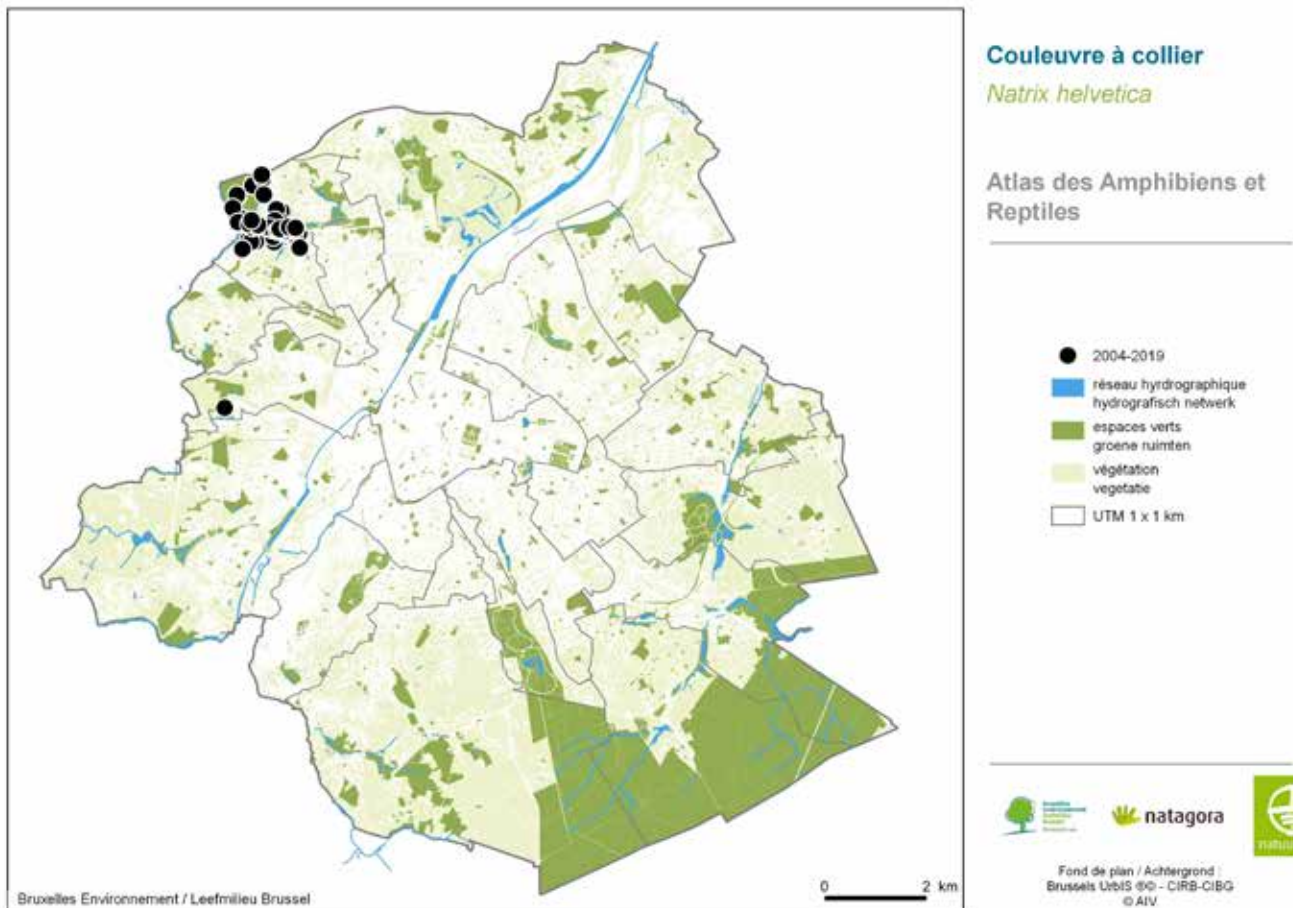 Couleuvre à collier
Natrix helvetica
Atlas des Amphibiens et
Reptiles
2004-2019
réseau hyrdrographique
hydrografisch netwerk
espaces verts
groene ruimten
végétation
vegetatie
UTM 1 x 1 km
natagora
natuu
Fond de plan / Achtergrond :
Brussels UrbIS ®© - CIRB-CIBG
© AIV
0 2 km
Bruxelles Environnement / Leefmilieu Brussel